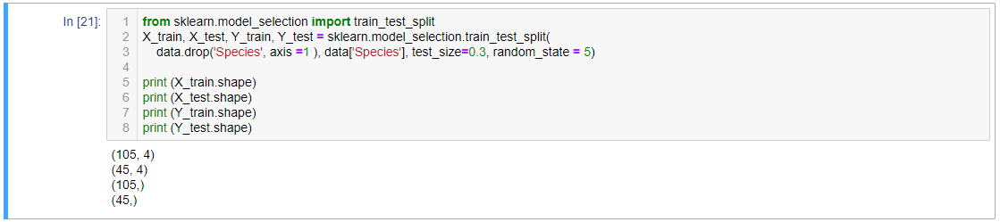 In [21]:
1 from sklearn.model_selection import train_test_split
2 X_train, X_test, Y_train, Y_test = sklearn.model_selection.train_test_split(
3     data.drop('Species', axis =1 ), data['Species'], test_size=0.3, random_state = 5)
4
5 print (X_train.shape)
6 print (X_test.shape)
7 print (Y_train.shape)
8 print (Y_test.shape)
(105, 4)
(45, 4)
(105,)
(45,)